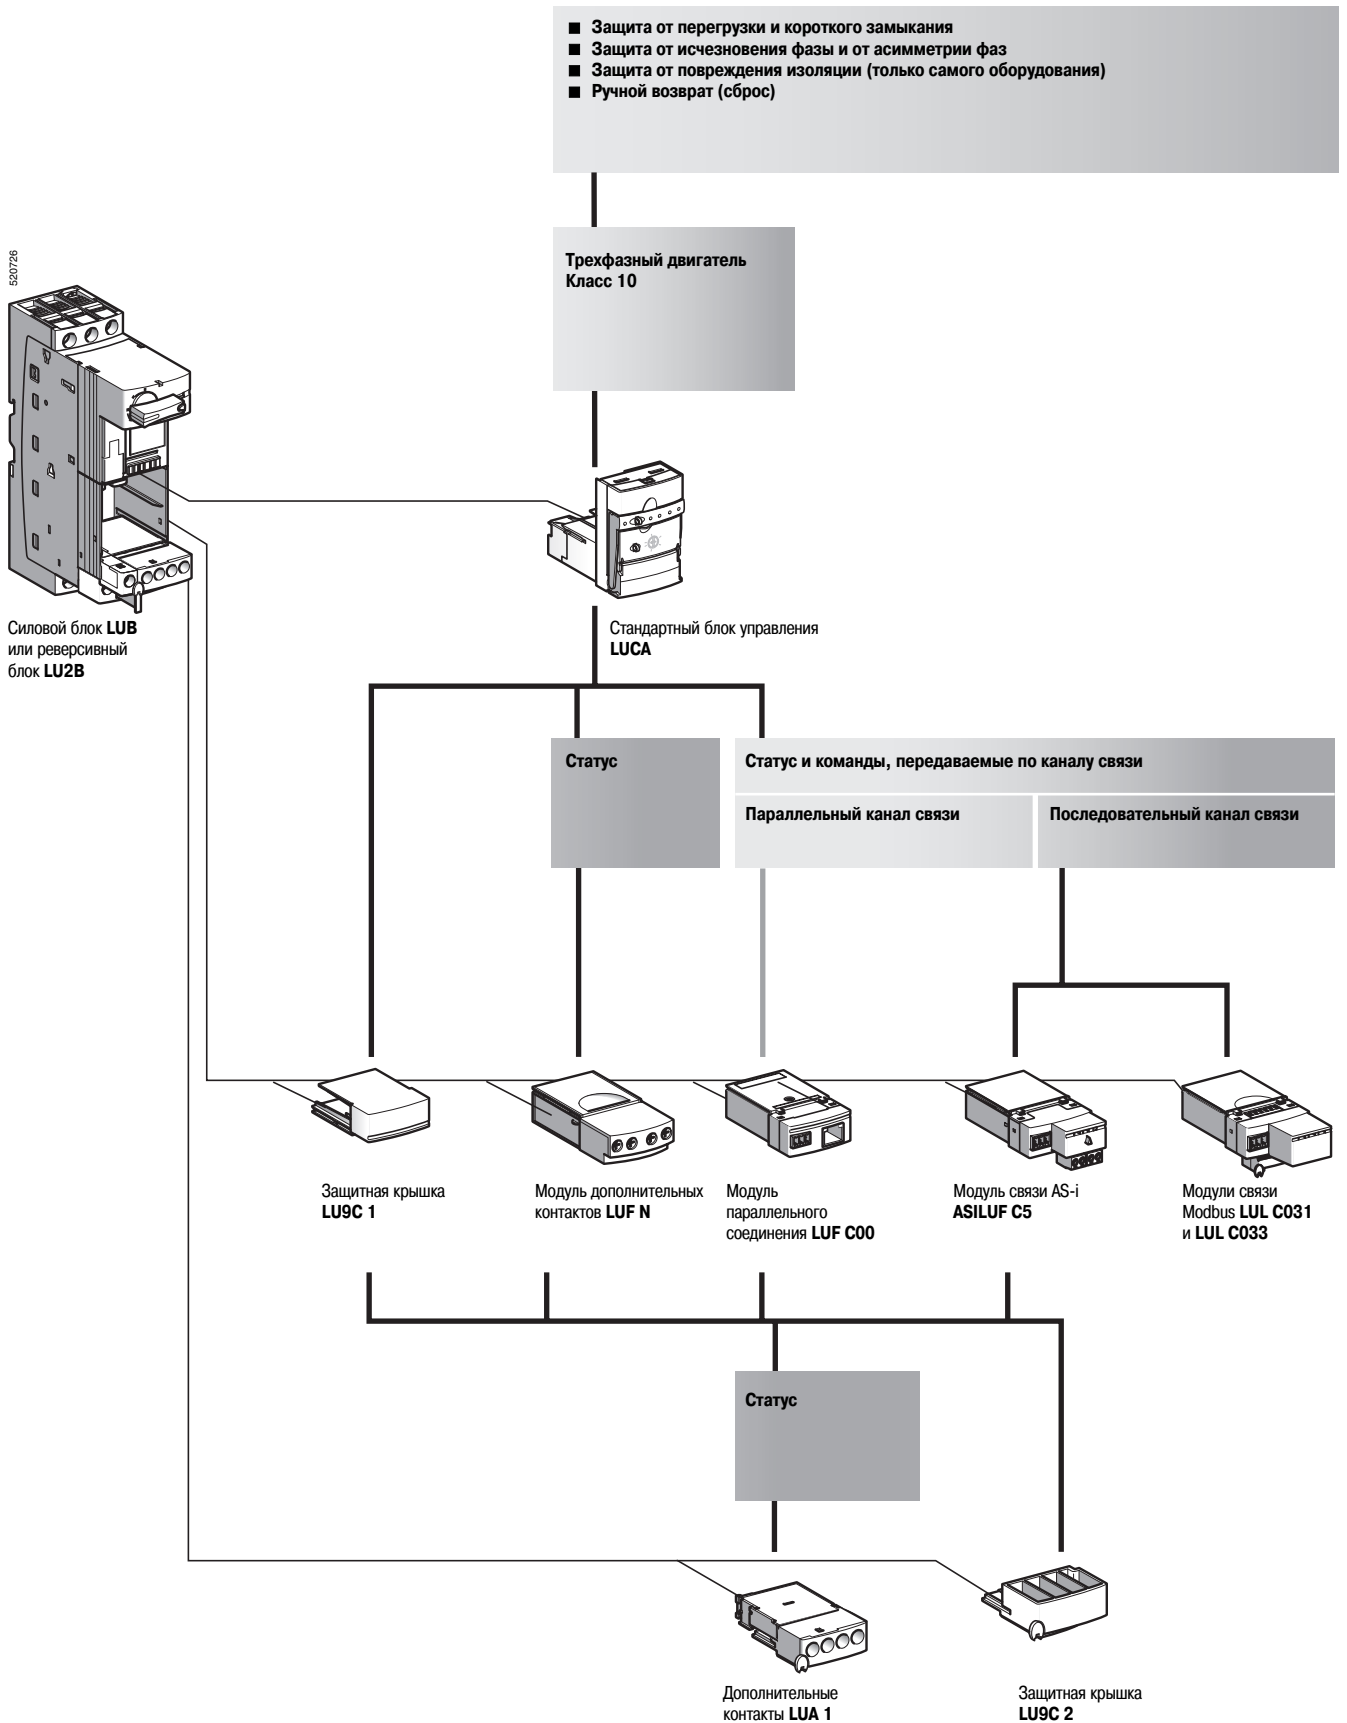 ■ Защита от перегрузки и короткого замыкания
■ Защита от исчезновения фазы и от асимметрии фаз
■ Защита от повреждения изоляции (только самого оборудования)
■ Ручной возврат (сброс)
Трехфазный двигатель
Класс 10
520726
Силовой блок LUB
или реверсивный
блок LU2B
Стандартный блок управления
LUCA
Статус
Статус и команды, передаваемые по каналу связи
Параллельный канал связи
Последовательный канал связи
Защитная крышка
LU9C 1
Модуль дополнительных
контактов LUF N
Модуль
параллельного
соединения LUF C00
Модуль связи AS-i
ASILUF C5
Модули связи
Modbus LUL C031
и LUL C033
Статус
Дополнительные
контакты LUA 1
Защитная крышка
LU9C 2